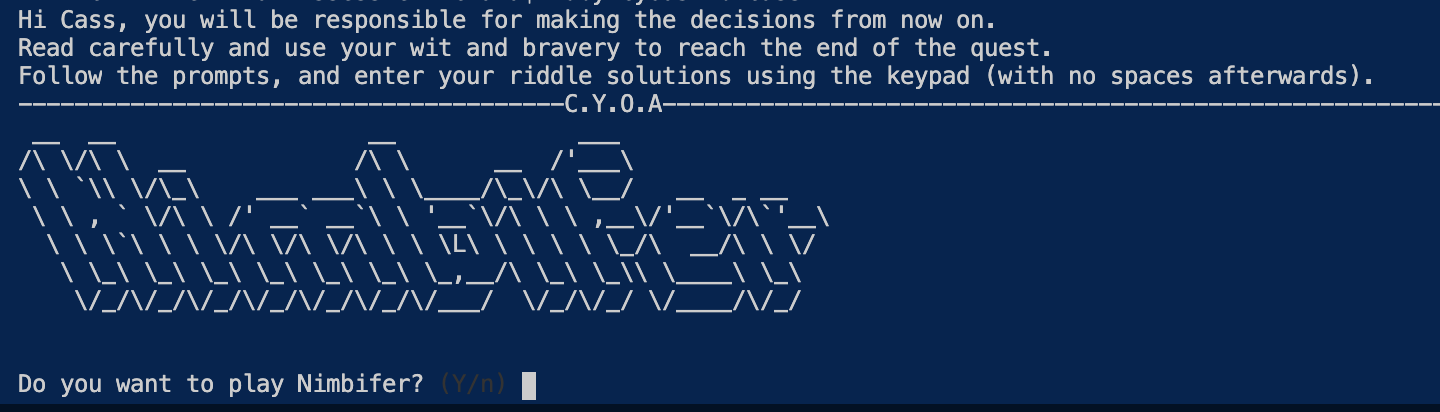 Hi Cass, you will be responsible for making the decisions from now on.
Read carefully and use your wit and bravery to reach the end of the quest.
Follow the prompts, and enter your riddle solutions using the keypad (with no spaces afterwards).
C.Y.O.A
Nimbifer
Do you want to play Nimbifer? (Y/n)